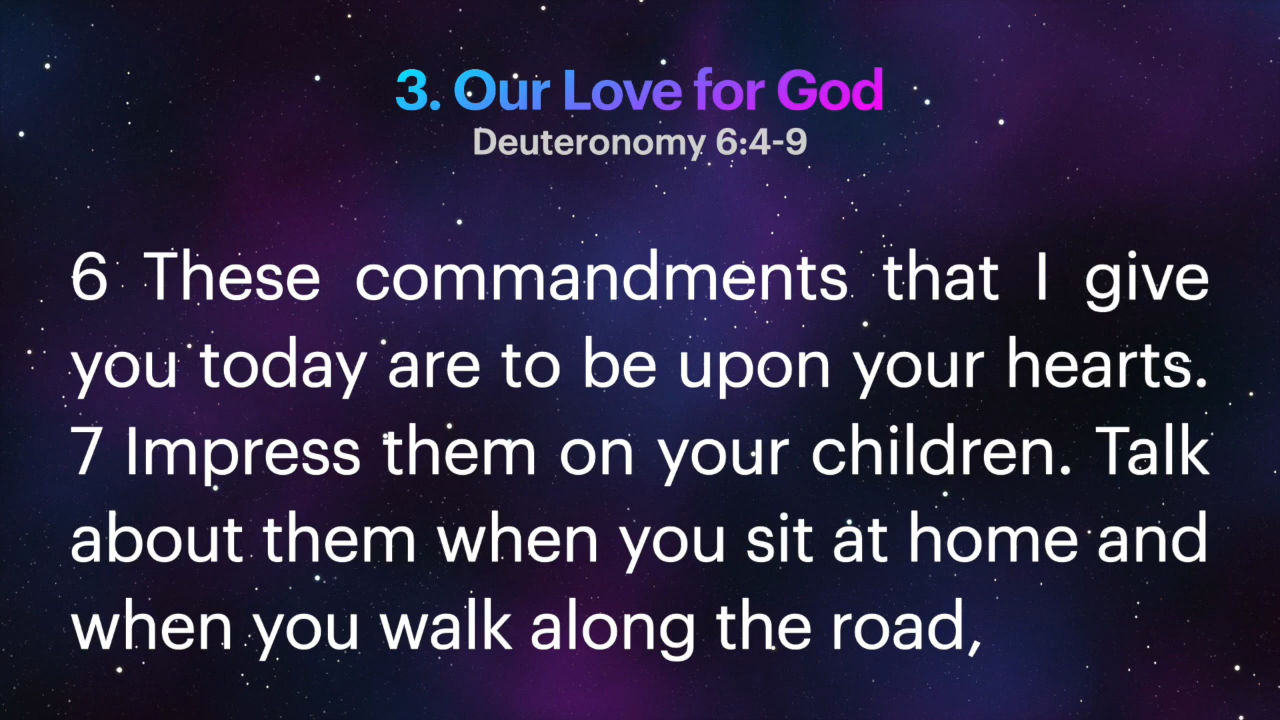 3. Our Love for God
Deuteronomy 6:4-9
6 These commandments that I give
you today are to be upon your hearts.
7 Impress them on your children. Talk
about them when you sit at home and
when you walk along the road,